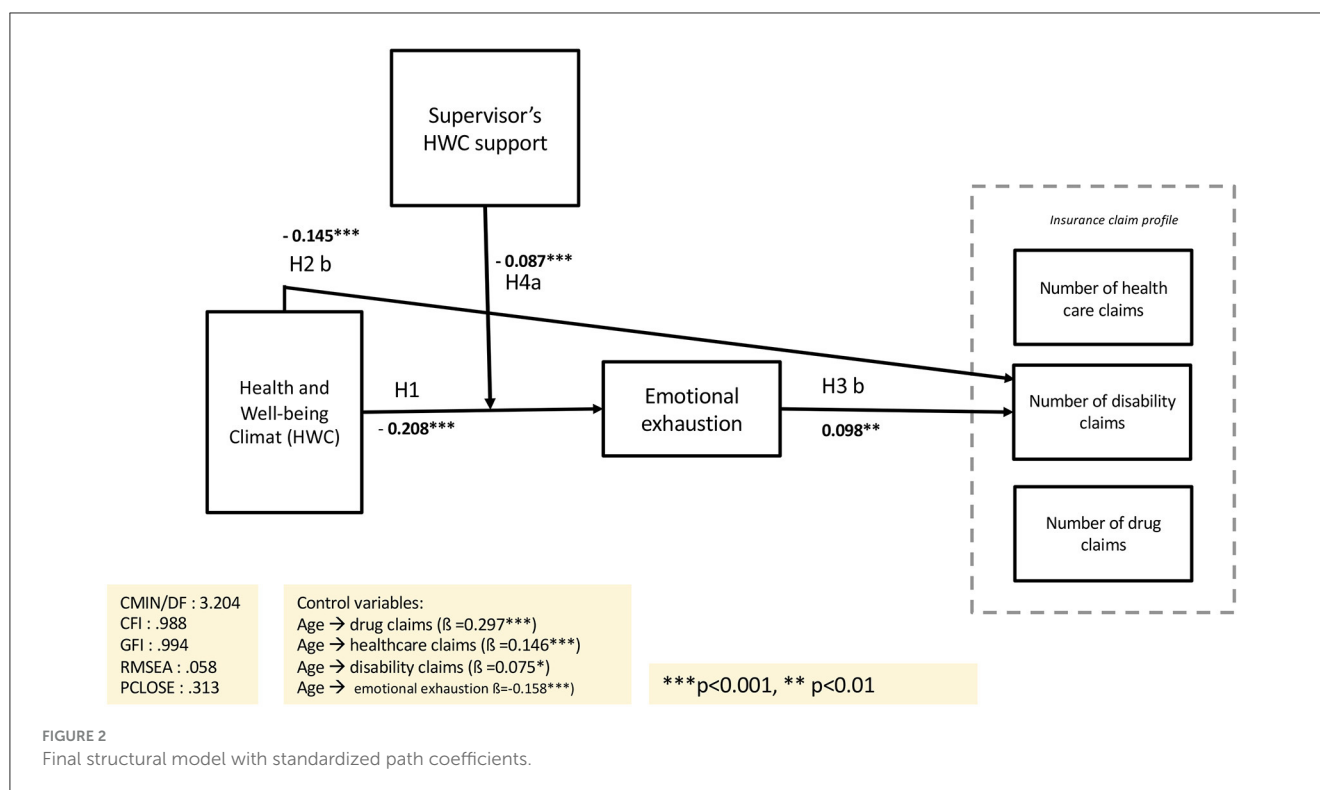 Supervisor's
HWC support
- 0.145***
H2 b
- 0.087***
H4a
Insurance claim profile
Number of health
care claims
Health and
Well-being
Climat (HWC)
H1
- 0.208***
Emotional
exhaustion
H3 b
0.098**
Number of disability
claims
Number of drug
claims
CMIN/DF : 3.204
CFI : .988
GFI : .994
RMSEA : .058
PCLOSE : .313
Control variables:
Age → drug claims (ß =0.297***)
Age → healthcare claims (ß =0.146***)
Age → disability claims (ß =0.075*)
Age → emotional exhaustion ß=-0.158***)
***p<0.001, ** p<0.01
FIGURE 2
Final structural model with standardized path coefficients.